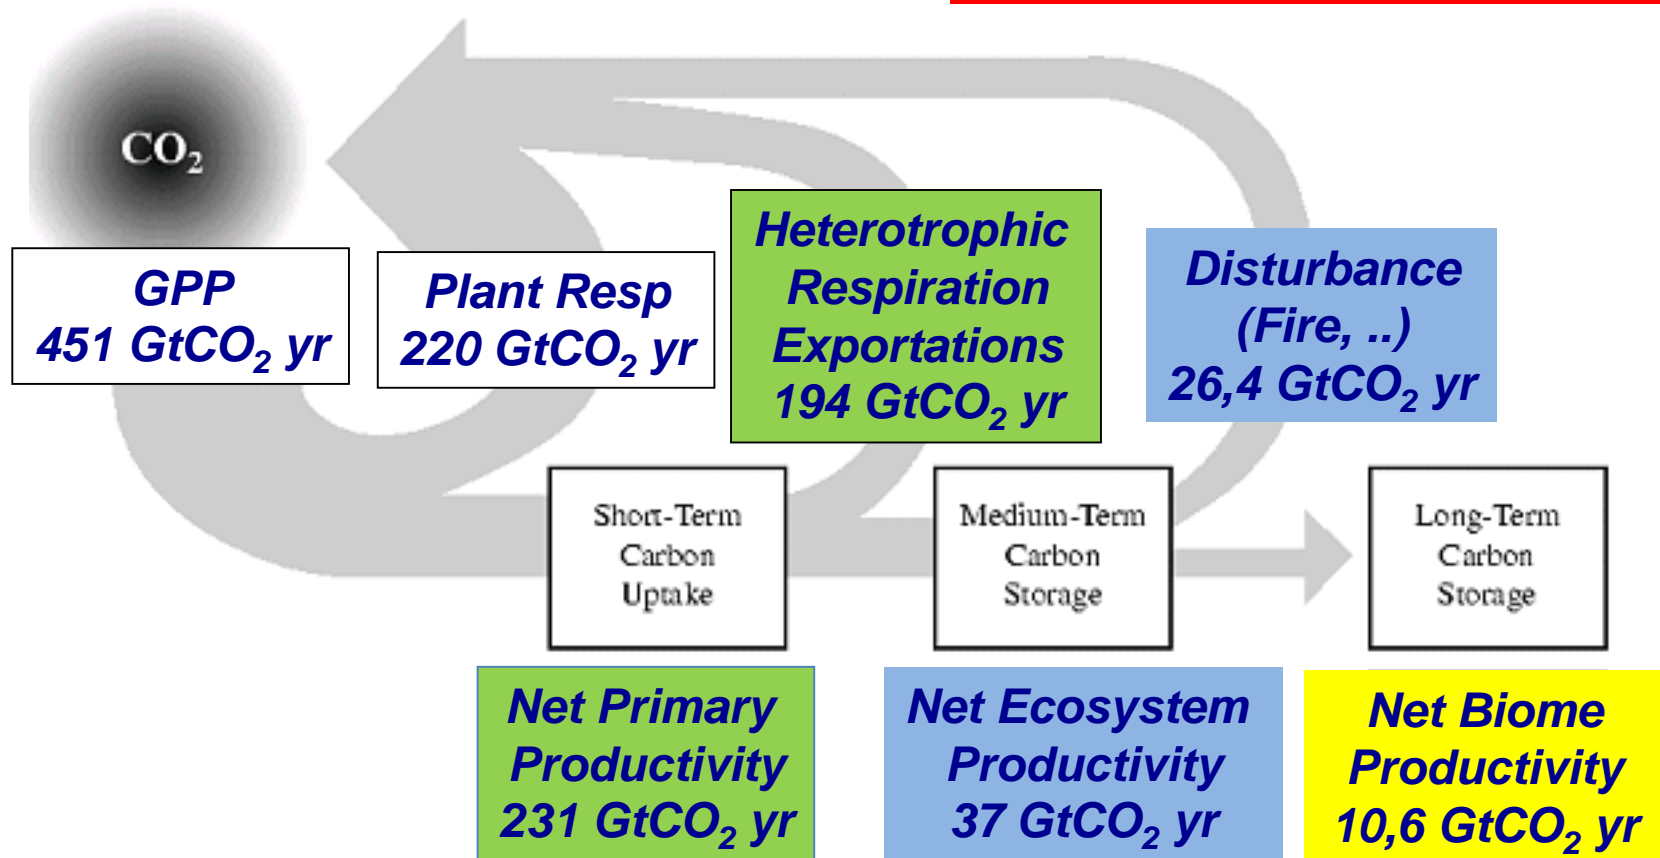 CO₂
GPP
451 GtCO₂ yr
Plant Resp
220 GtCO₂ yr
Heterotrophic
Respiration
Exportations
194 GtCO₂ yr
Disturbance
(Fire, ..)
26,4 GtCO₂ yr
Short-Term
Carbon
Uptake
Medium-Term
Carbon
Storage
Long-Term
Carbon
Storage
Net Primary
Productivity
231 GtCO₂ yr
Net Ecosystem
Productivity
37 GtCO₂ yr
Net Biome
Productivity
10,6 GtCO₂ yr